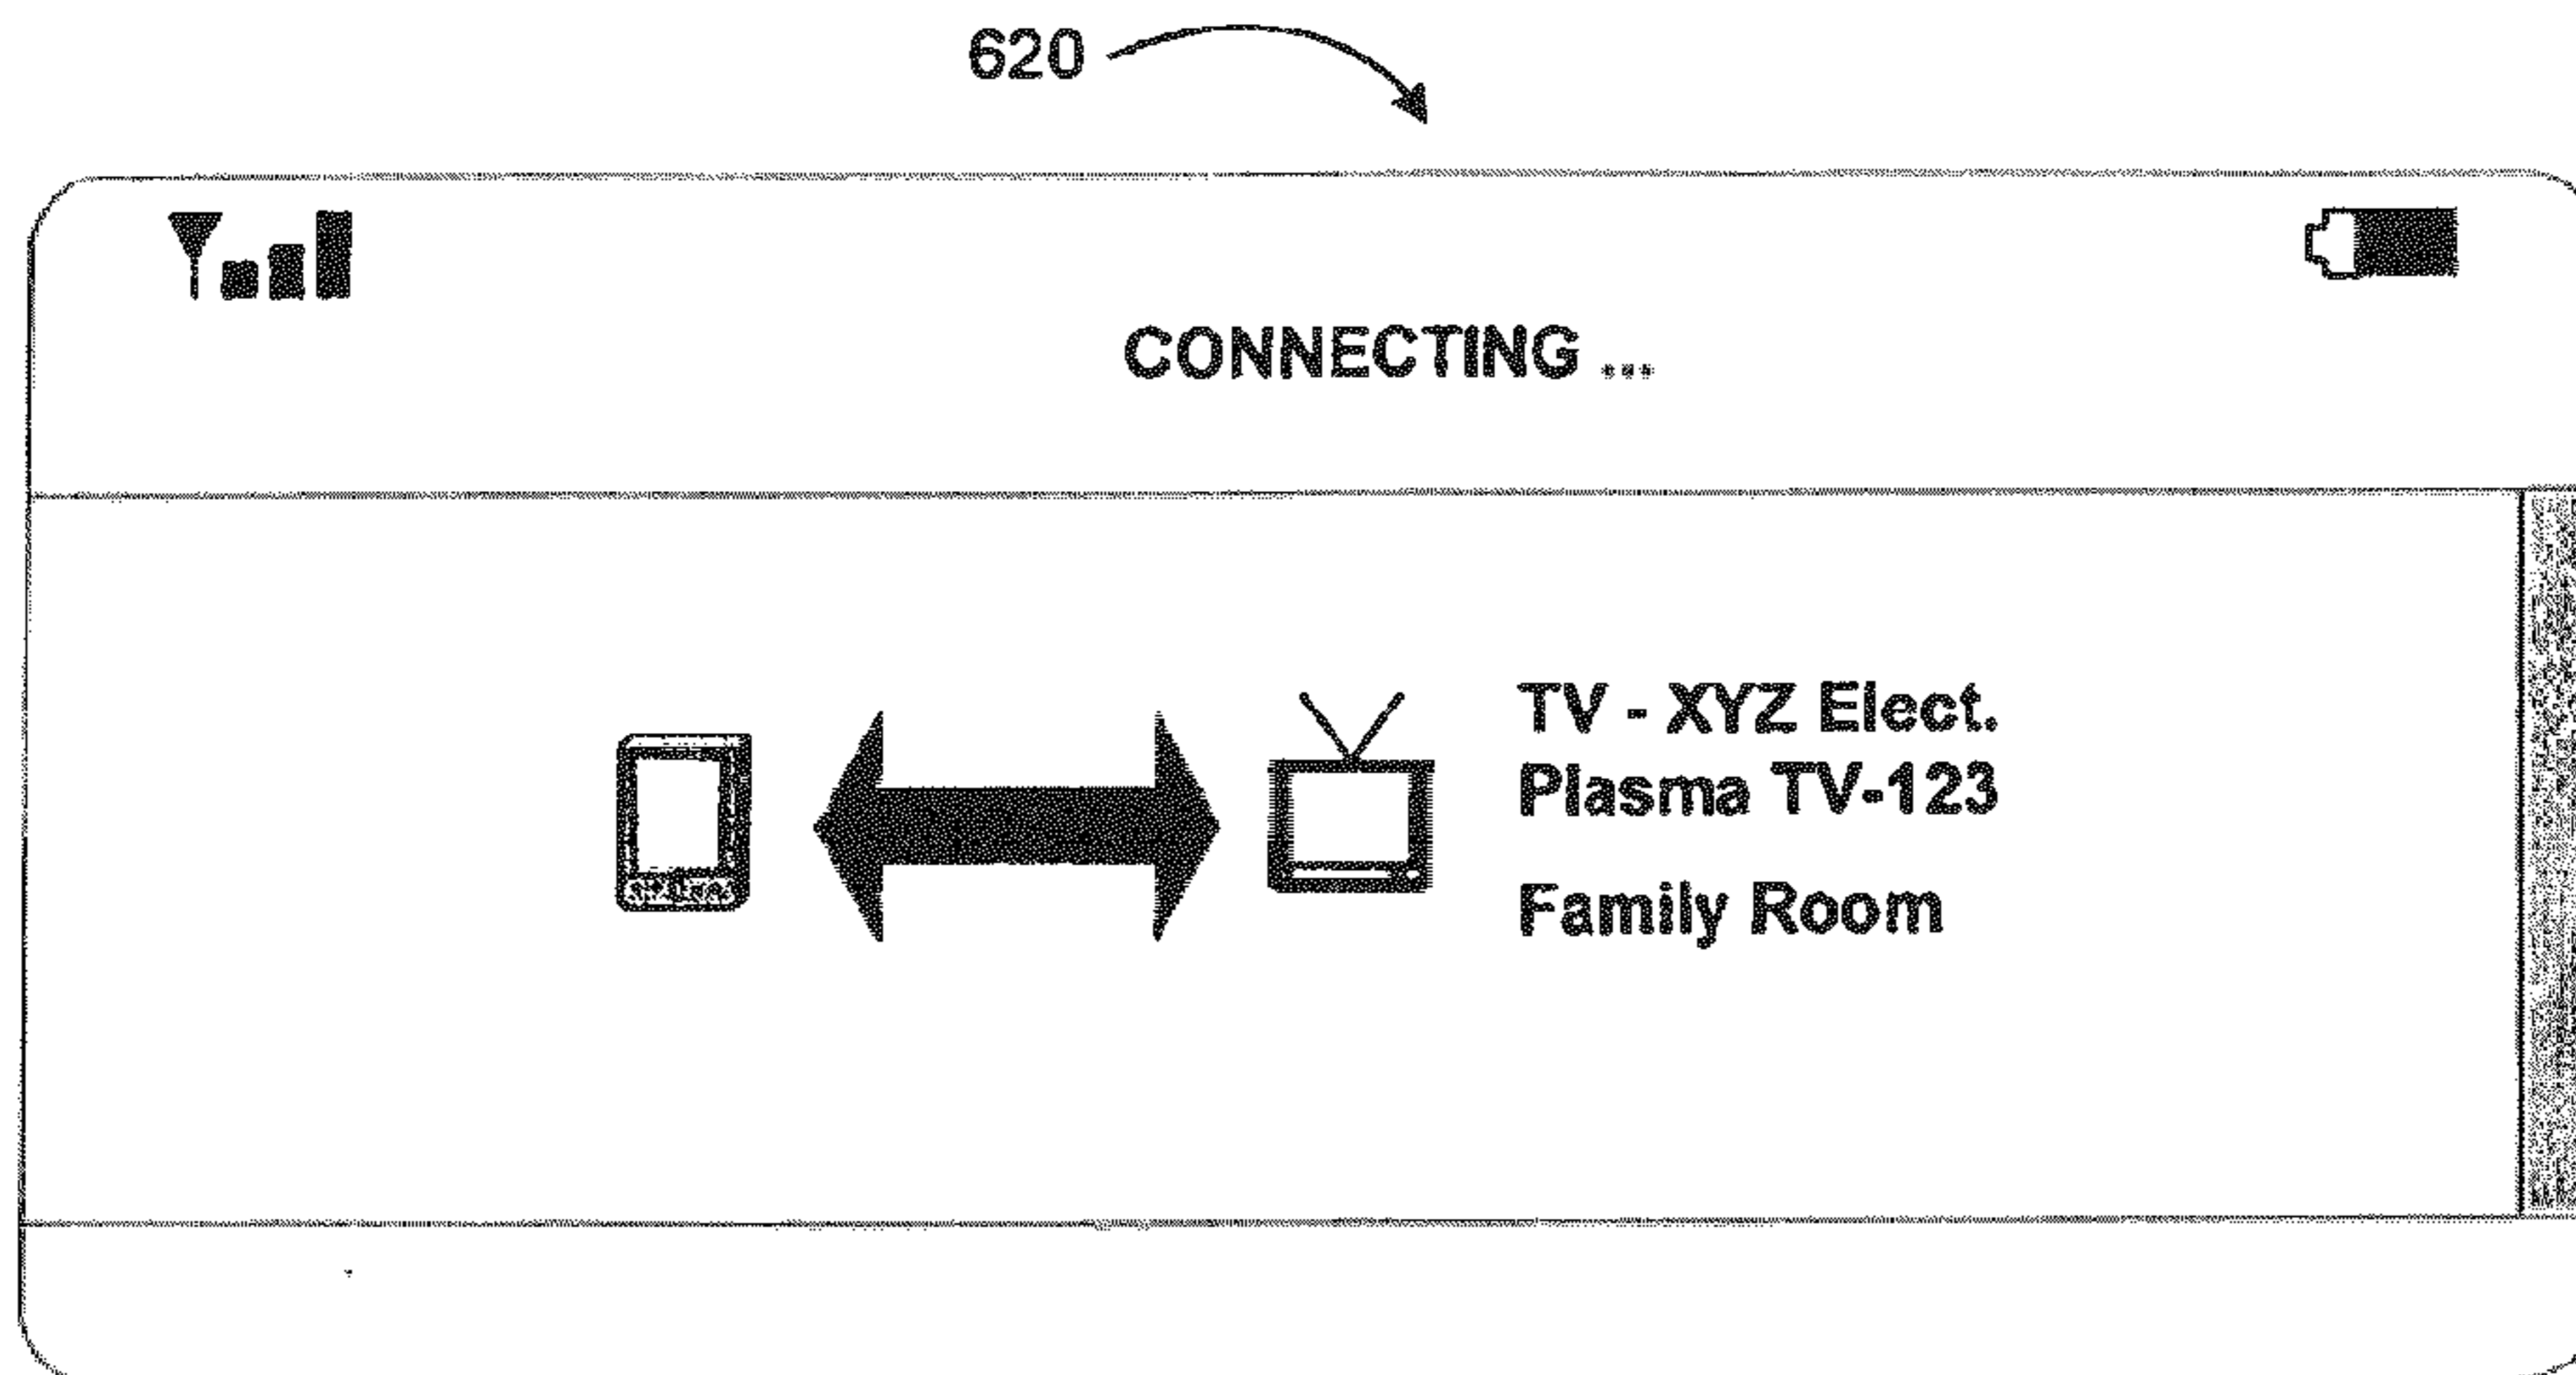 620
CONNECTING ...
TV - XYZ Elect.
Plasma TV-123
Family Room